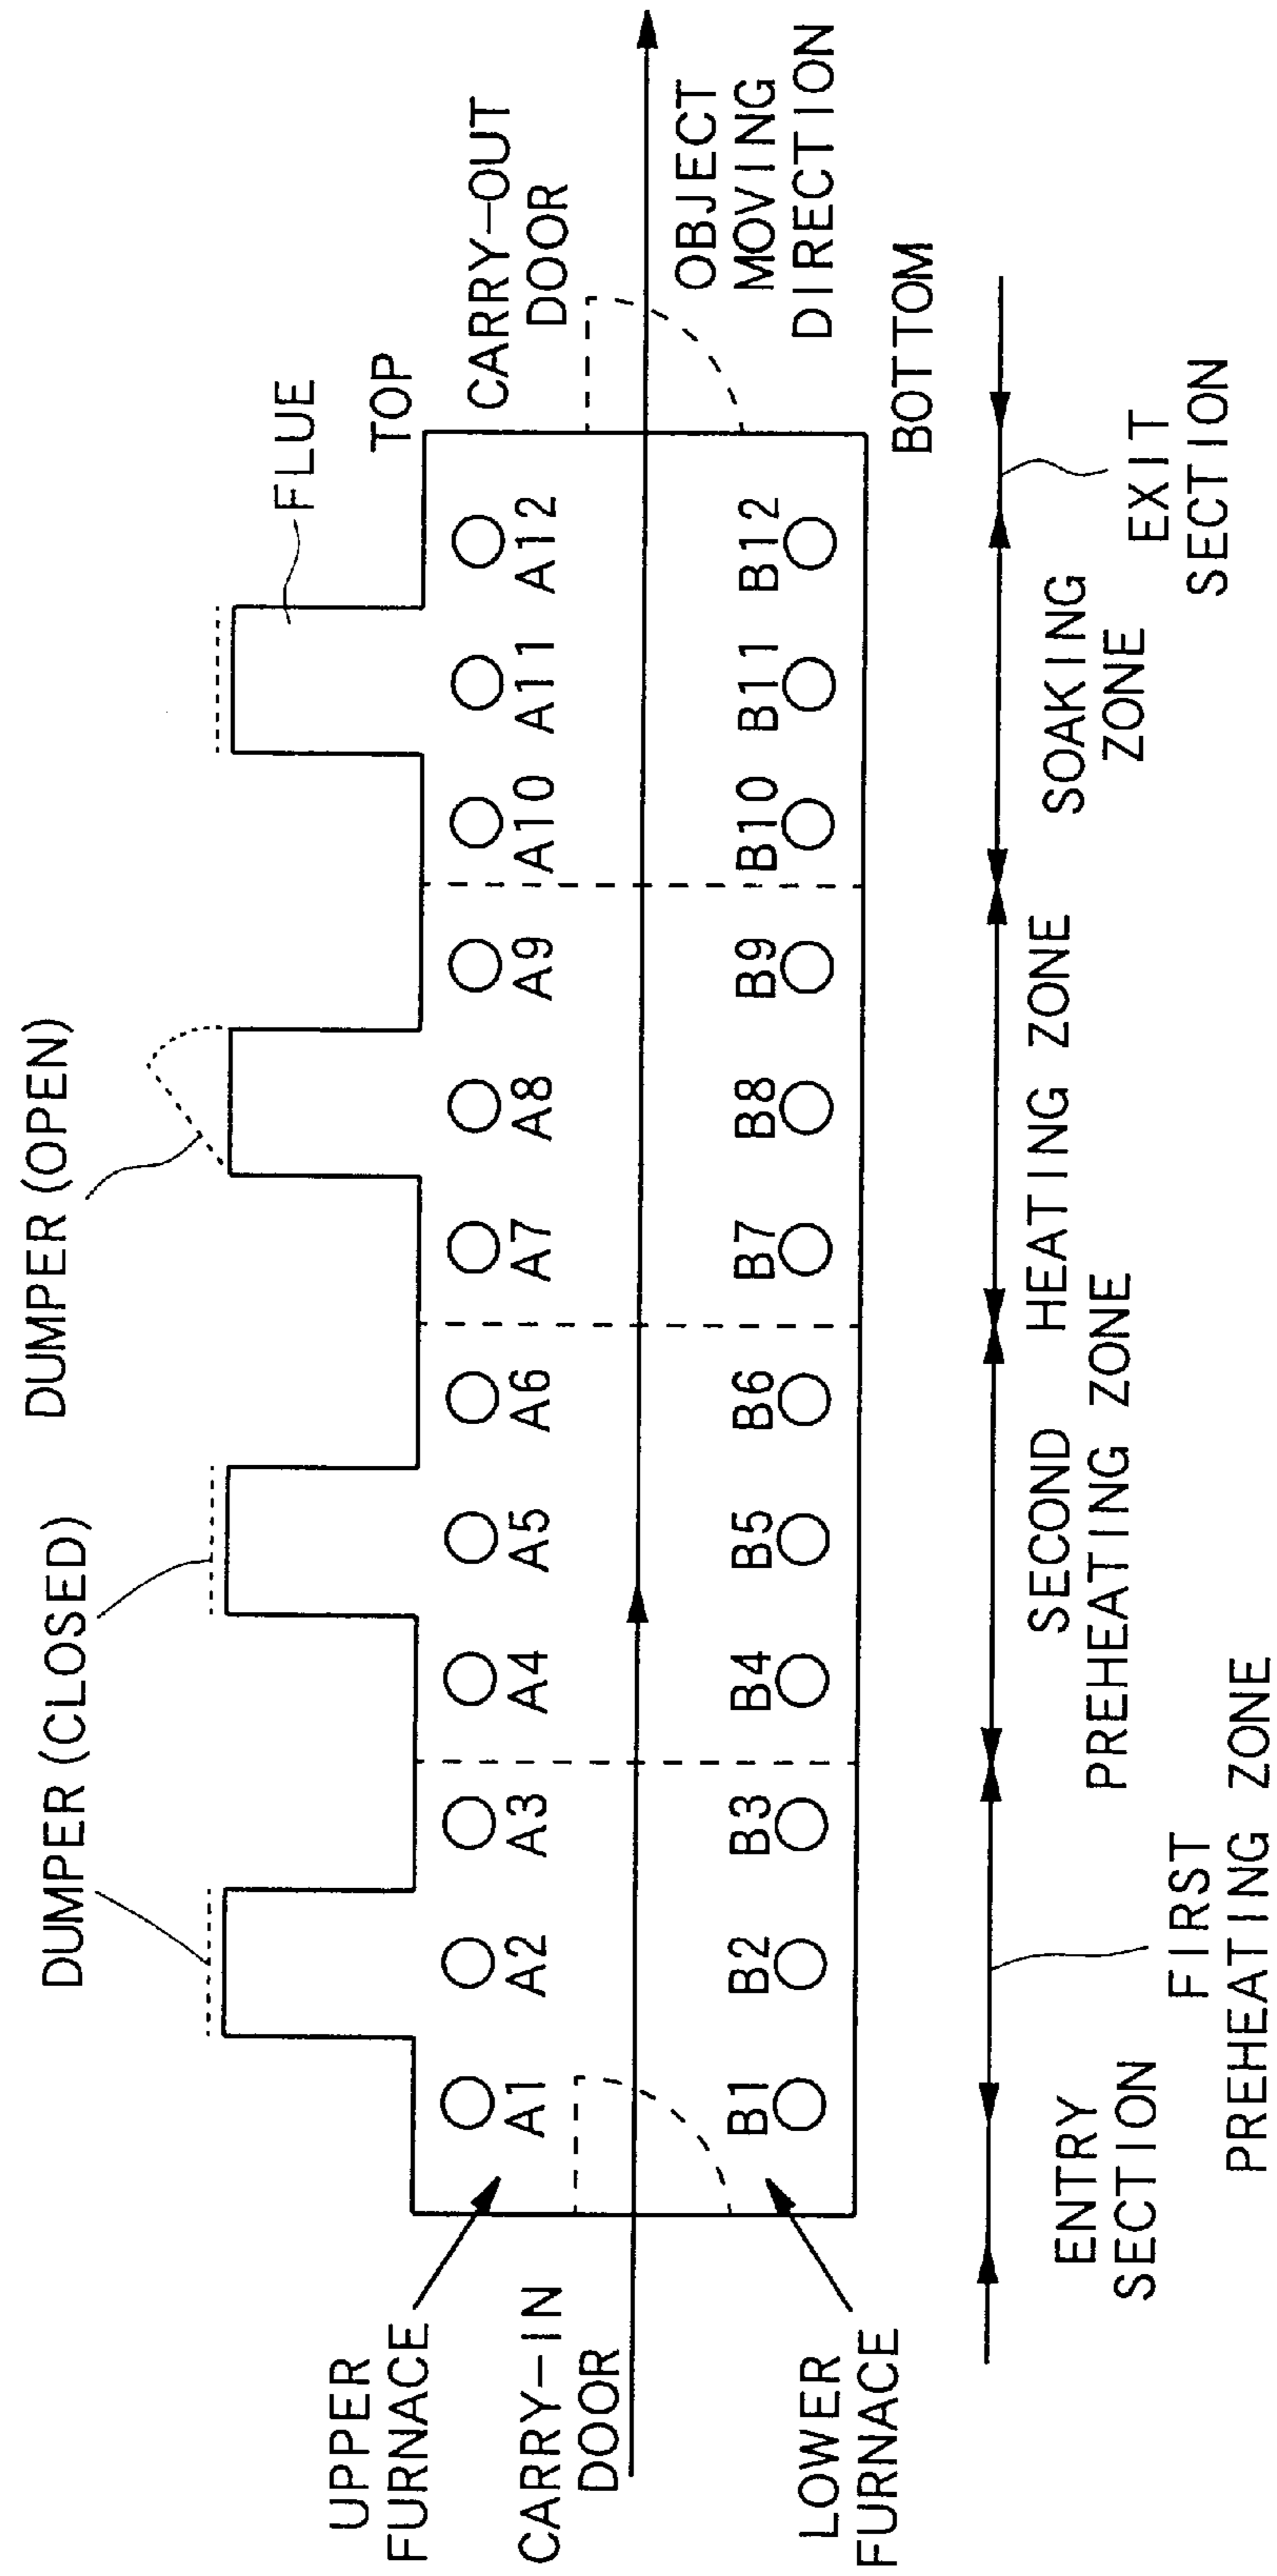 DUMPER (CLOSED)
DUMPER (OPEN)
FLUE
TOP
UPPER
FURNACE
CARRY-IN
DOOR
CARRY-OUT
DOOR
A1
A2
A3
A4
A5
A6
A7
A8
A9
A10
A11
A12
OBJECT
MOVING
DIRECTION
B1
B2
B3
B4
B5
B6
B7
B8
B9
B10
B11
B12
LOWER
FURNACE
BOTTOM
ENTRY
SECTION
FIRST
PREHEATING ZONE
SECOND
PREHEATING ZONE
HEATING ZONE
SOAKING
ZONE
EXIT
SECTION